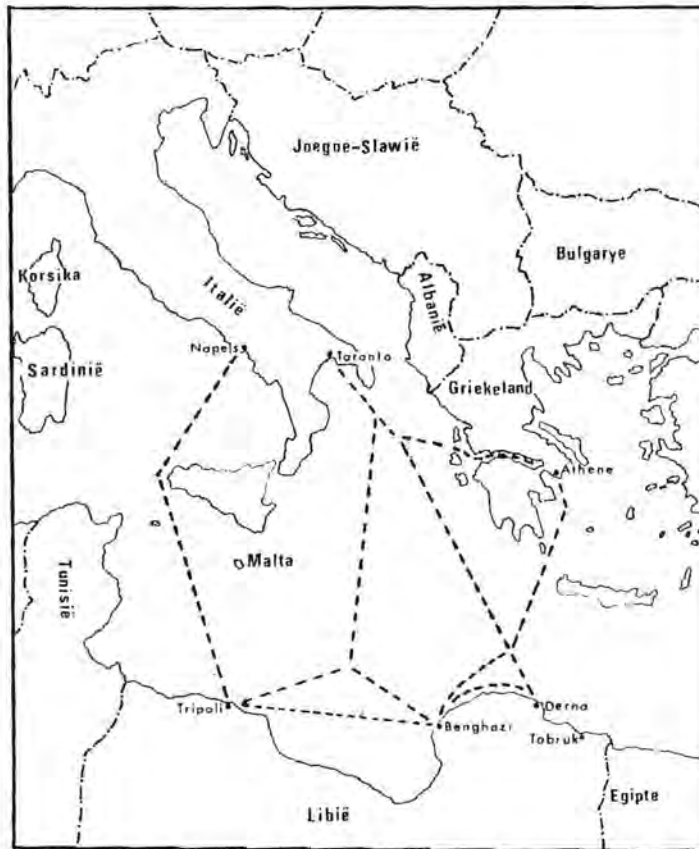 Joegoe-Slawië
Bulgarye
Korsika
Italië
Albanië
Napels
Taranto
Sardinië
Griekeland
Athene
Malta
Tunisië
Tripoli
Derna
Benghazi
Tobruk
Egipte
Libië